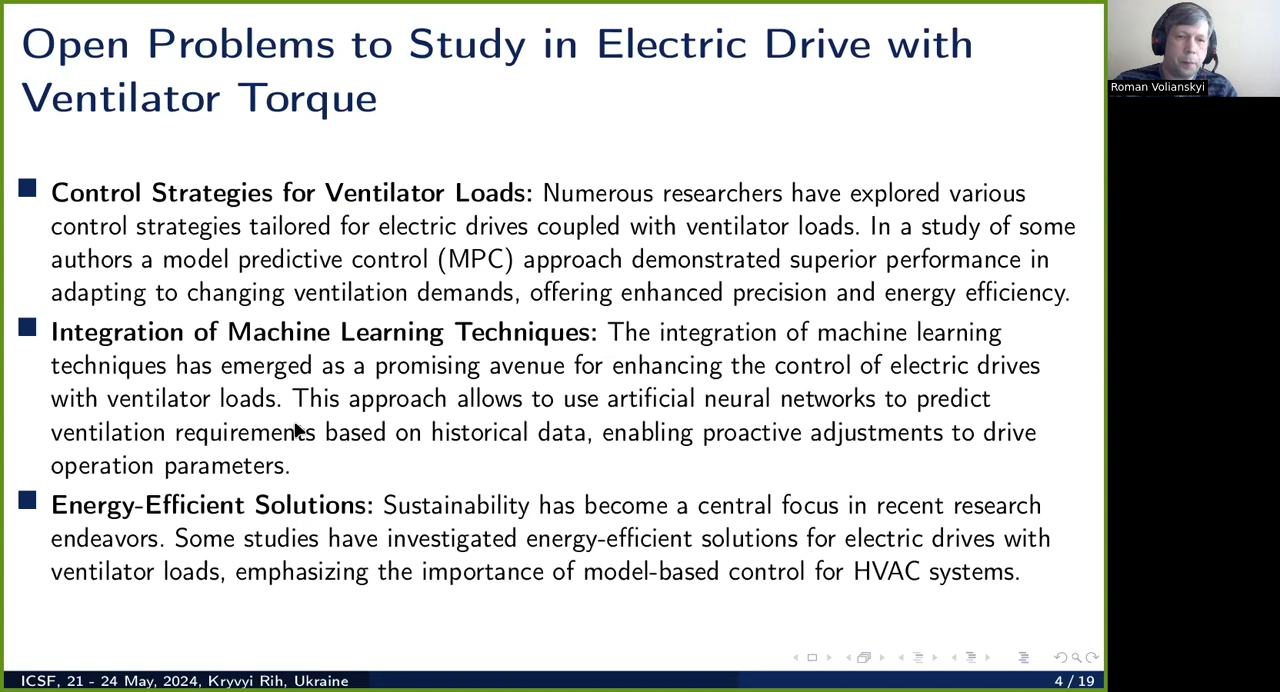 Open Problems to Study in Electric Drive with
Ventilator Torque
Control Strategies for Ventilator Loads: Numerous researchers have explored various
control strategies tailored for electric drives coupled with ventilator loads. In a study of some
authors a model predictive control (MPC) approach demonstrated superior performance in
adapting to changing ventilation demands, offering enhanced precision and energy efficiency.
Integration of Machine Learning Techniques: The integration of machine learning
techniques has emerged as a promising avenue for enhancing the control of electric drives
with ventilator loads. This approach allows to use artificial neural networks to predict
ventilation requirements based on historical data, enabling proactive adjustments to drive
operation parameters.
Energy-Efficient Solutions: Sustainability has become a central focus in recent research
endeavors. Some studies have investigated energy-efficient solutions for electric drives with
ventilator loads, emphasizing the importance of model-based control for HVAC systems.
ICSF, 21 - 24 May, 2024, Kryvyi Rih, Ukraine
4 / 19
Roman Volianskyi